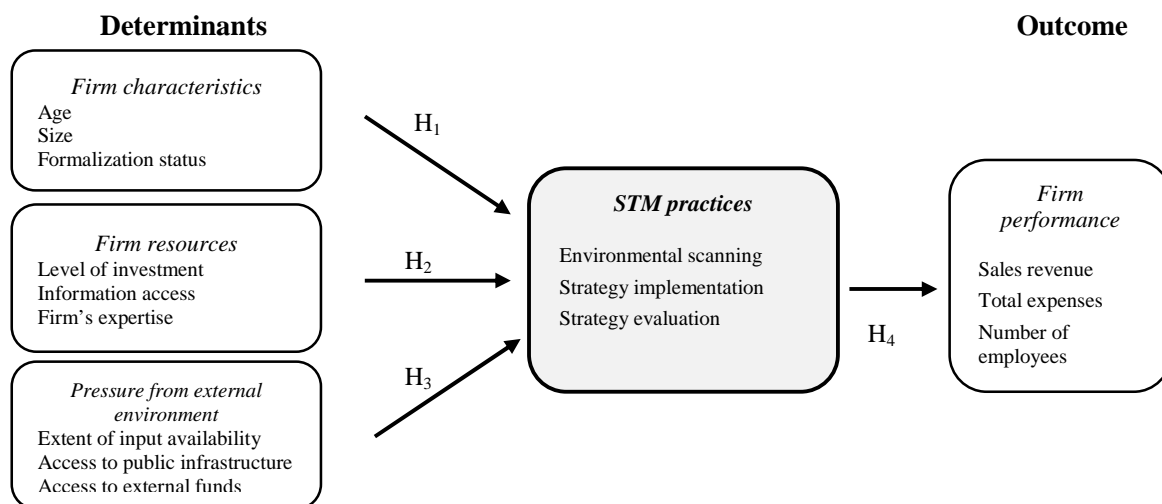 Determinants
Outcome
Firm characteristics
Age
Size
Formalization status
H1
Firm resources
Level of investment
Information access
Firm's expertise
H2
Pressure from external
environment
Extent of input availability
Access to public infrastructure
Access to external funds
H3
STM practices
Environmental scanning
Strategy implementation
Strategy evaluation
H4
Firm
performance
Sales revenue
Total expenses
Number of
employees